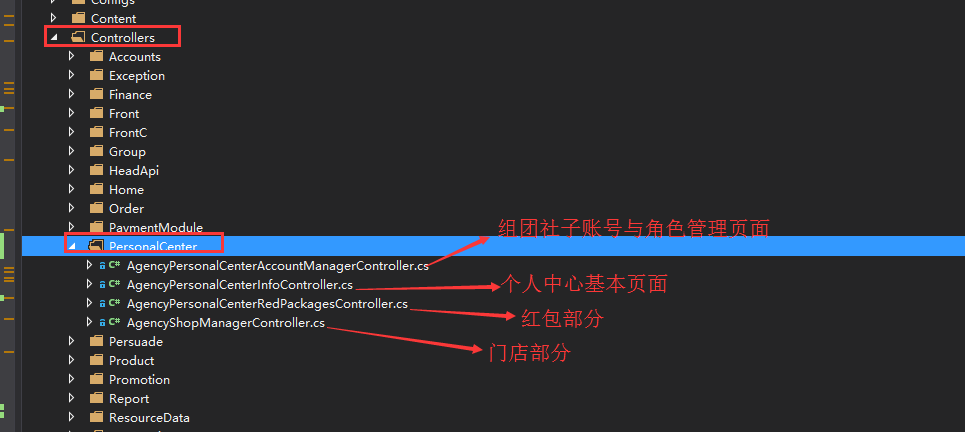 Configs
Content
Controllers
Accounts
Exception
Finance
Front
FrontC
Group
HeadApi
Home
Order
PaymentModule
组团社子账号与角色管理页面
PersonalCenter
C# AgencyPersonalCenterAccountManagerController.cs
C# AgencyPersonalCenterInfoController.cs
个人中心基本页面
C# AgencyPersonalCenterRedPackagesController.cs
红包部分
C# AgencyShopManagerController.cs
门店部分
Persuade
Product
Promotion
Report
ResourceData